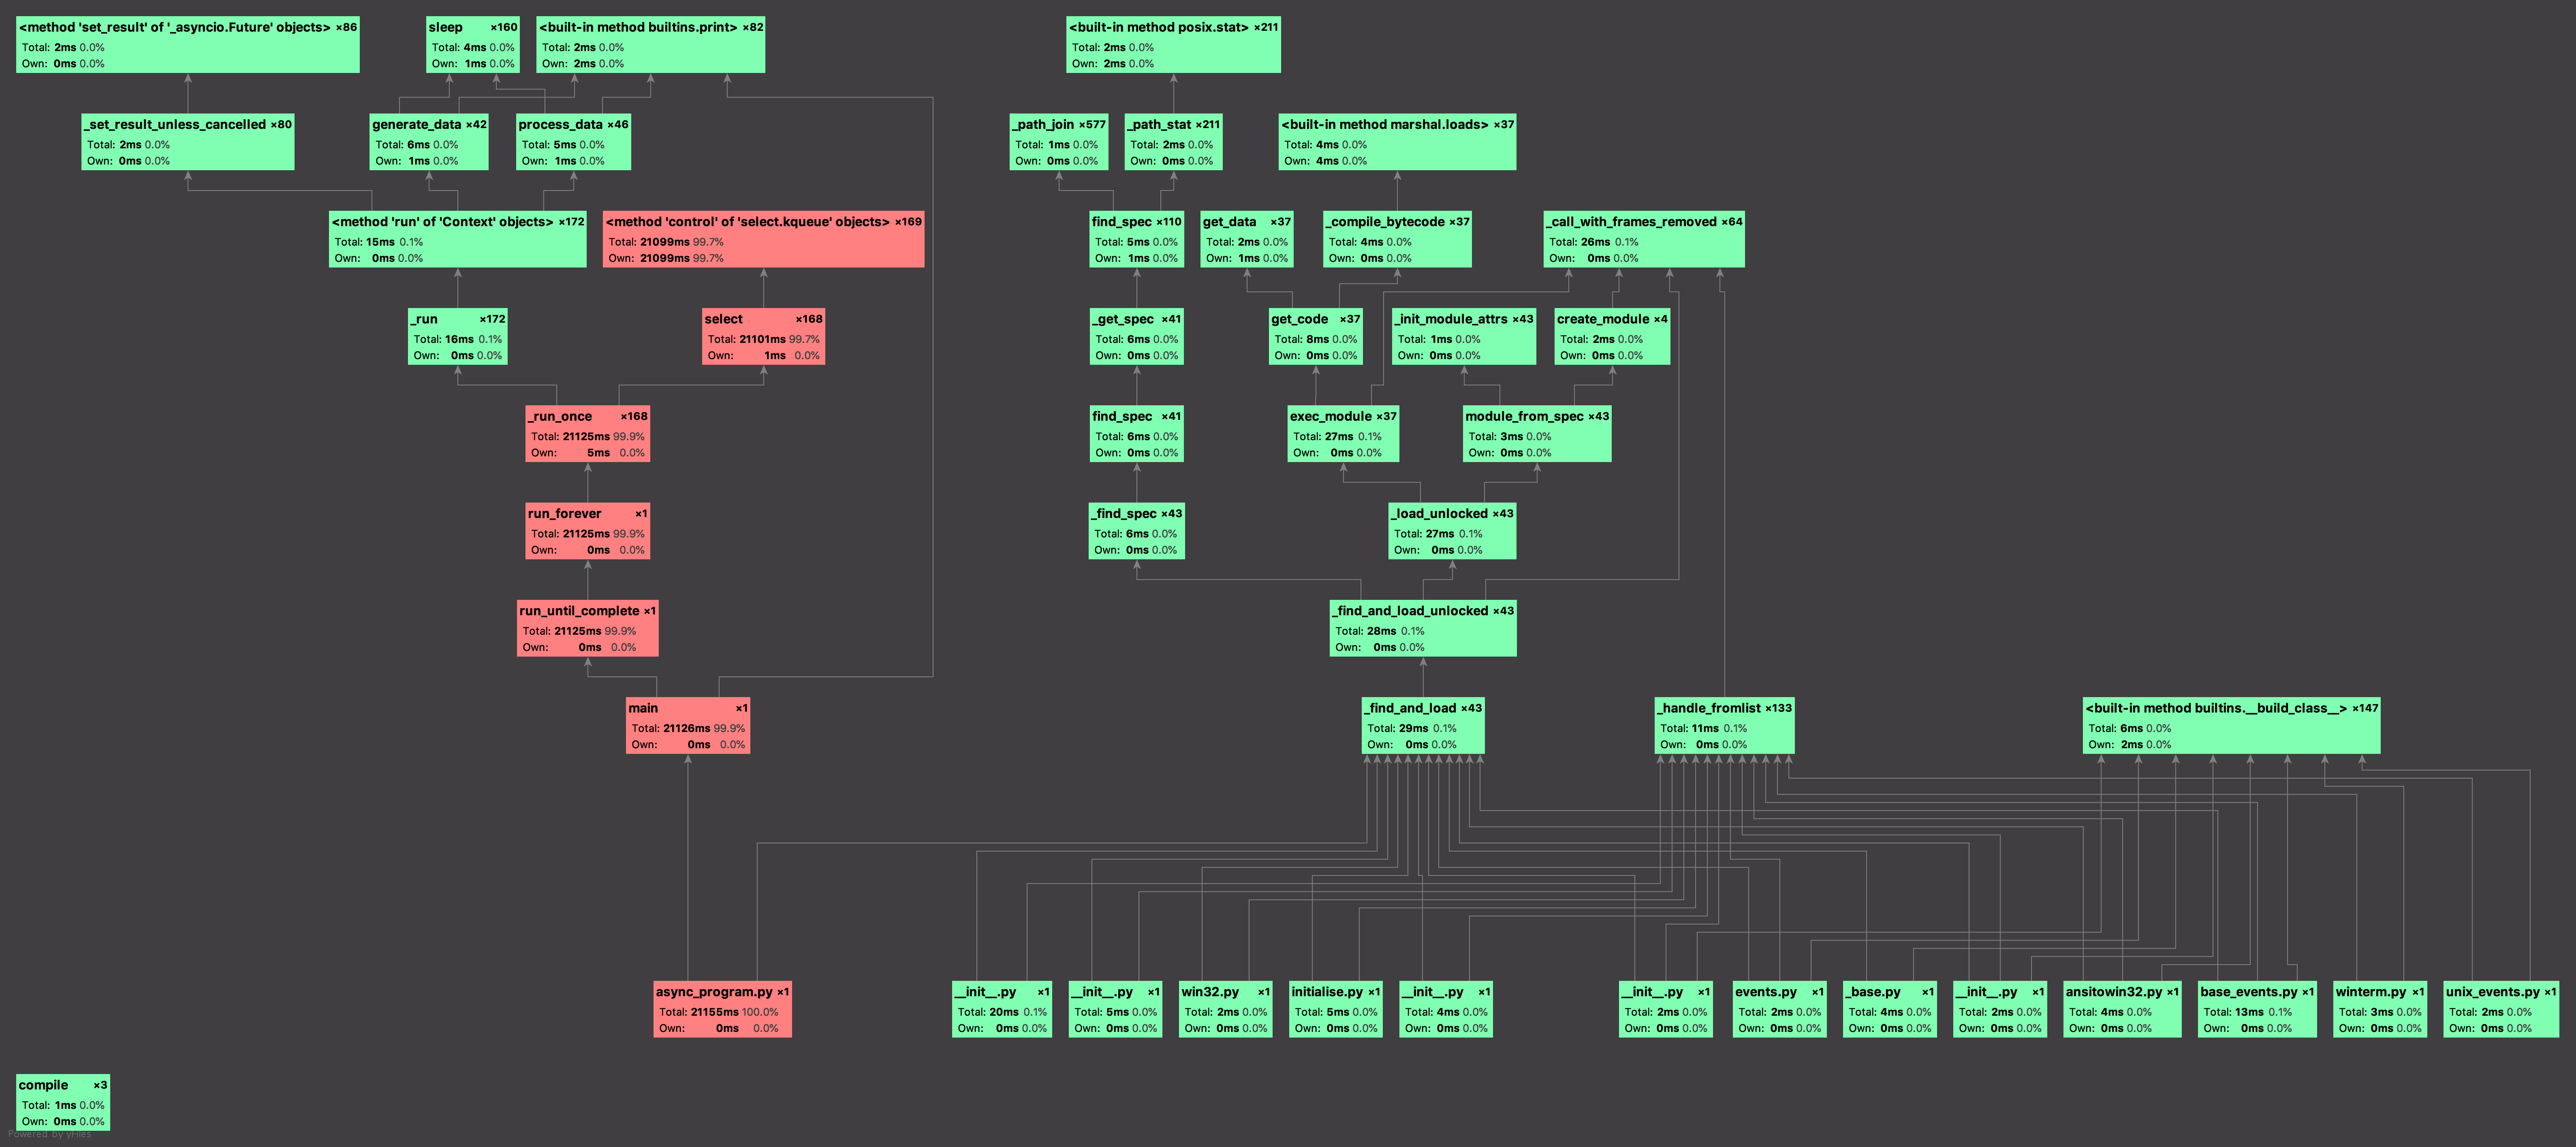 <method 'set_result' of '_asyncio.Future' objects> ×86
Total: 2ms 0.0%
Own: 0ms 0.0%
sleep ×160
Total: 4ms 0.0%
Own: 1ms 0.0%
<built-in method builtins.print> ×82
Total: 2ms 0.0%
Own: 2ms 0.0%
<built-in method posix.stat> ×211
Total: 2ms 0.0%
Own: 2ms 0.0%
_set_result_unless_cancelled ×80
Total: 2ms 0.0%
Own: 0ms 0.0%
generate_data ×42
Total: 6ms 0.0%
Own: 1ms 0.0%
process_data ×46
Total: 5ms 0.0%
Own: 1ms 0.0%
_path_join ×577
Total: 1ms 0.0%
Own: 0ms 0.0%
_path_stat ×211
Total: 2ms 0.0%
Own: 0ms 0.0%
<built-in method marshal.loads> ×37
Total: 4ms 0.0%
Own: 4ms 0.0%
<method 'run' of 'Context' objects> ×172
Total: 15ms 0.1%
Own: 0ms 0.0%
<method 'control' of 'select.kqueue' objects> ×169
Total: 21099ms 99.7%
Own: 21099ms 99.7%
find_spec ×110
Total: 5ms 0.0%
Own: 1ms 0.0%
get_data ×37
Total: 2ms 0.0%
Own: 1ms 0.0%
_compile_bytecode ×37
Total: 4ms 0.0%
Own: 0ms 0.0%
_call_with_frames_removed ×64
Total: 26ms 0.1%
Own: 0ms 0.0%
_run ×172
Total: 16ms 0.1%
Own: 0ms 0.0%
select ×168
Total: 21101ms 99.7%
Own: 1ms 0.0%
_get_spec ×41
Total: 6ms 0.0%
Own: 0ms 0.0%
get_code ×37
Total: 8ms 0.0%
Own: 0ms 0.0%
_init_module_attrs ×43
Total: 1ms 0.0%
Own: 0ms 0.0%
create_module ×4
Total: 2ms 0.0%
Own: 0ms 0.0%
_run_once ×168
Total: 21125ms 99.9%
Own: 5ms 0.0%
find_spec ×41
Total: 6ms 0.0%
Own: 0ms 0.0%
exec_module ×37
Total: 27ms 0.1%
Own: 0ms 0.0%
module_from_spec ×43
Total: 3ms 0.0%
Own: 0ms 0.0%
run_forever ×1
Total: 21125ms 99.9%
Own: 0ms 0.0%
_find_spec ×43
Total: 6ms 0.0%
Own: 0ms 0.0%
_load_unlocked ×43
Total: 27ms 0.1%
Own: 0ms 0.0%
run_until_complete ×1
Total: 21125ms 99.9%
Own: 0ms 0.0%
_find_and_load_unlocked ×43
Total: 28ms 0.1%
Own: 0ms 0.0%
main ×1
Total: 21126ms 99.9%
Own: 0ms 0.0%
_find_and_load ×43
Total: 29ms 0.1%
Own: 0ms 0.0%
_handle_fromlist ×133
Total: 11ms 0.1%
Own: 0ms 0.0%
<built-in method builtins.__build_class__> ×147
Total: 6ms 0.0%
Own: 2ms 0.0%
async_program.py ×1
Total: 21155ms 100.0%
Own: 0ms 0.0%
__init__.py ×1
Total: 20ms 0.1%
Own: 0ms 0.0%
__init__.py ×1
Total: 5ms 0.0%
Own: 0ms 0.0%
win32.py ×1
Total: 2ms 0.0%
Own: 0ms 0.0%
initialise.py ×1
Total: 5ms 0.0%
Own: 0ms 0.0%
__init__.py ×1
Total: 4ms 0.0%
Own: 0ms 0.0%
__init__.py ×1
Total: 2ms 0.0%
Own: 0ms 0.0%
events.py ×1
Total: 2ms 0.0%
Own: 0ms 0.0%
_base.py ×1
Total: 4ms 0.0%
Own: 0ms 0.0%
__init__.py ×1
Total: 2ms 0.0%
Own: 0ms 0.0%
ansitowin32.py ×1
Total: 4ms 0.0%
Own: 0ms 0.0%
base_events.py ×1
Total: 13ms 0.1%
Own: 0ms 0.0%
winterm.py ×1
Total: 3ms 0.0%
Own: 0ms 0.0%
unix_events.py ×1
Total: 2ms 0.0%
Own: 0ms 0.0%
compile ×3
Total: 1ms 0.0%
Own: 0ms 0.0%
Powered by yFiles